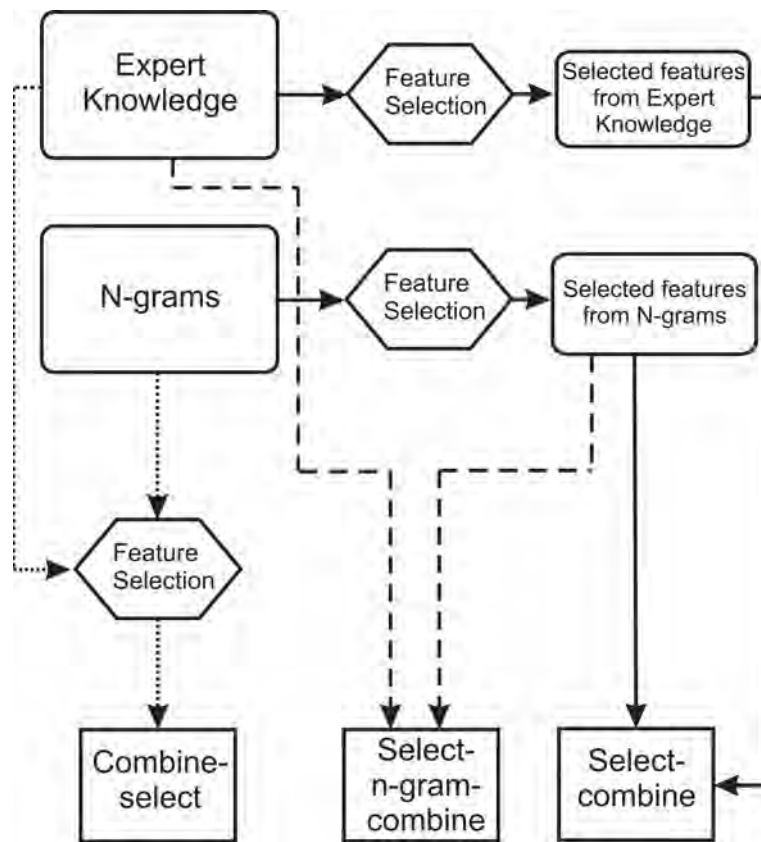 Expert
Knowledge
Feature
Selection
Selected features
from Expert
Knowledge
N-grams
Feature
Selection
Selected features
from N-grams
Feature
Selection
Combine-
select
Select-
n-gram-
combine
Select-
combine